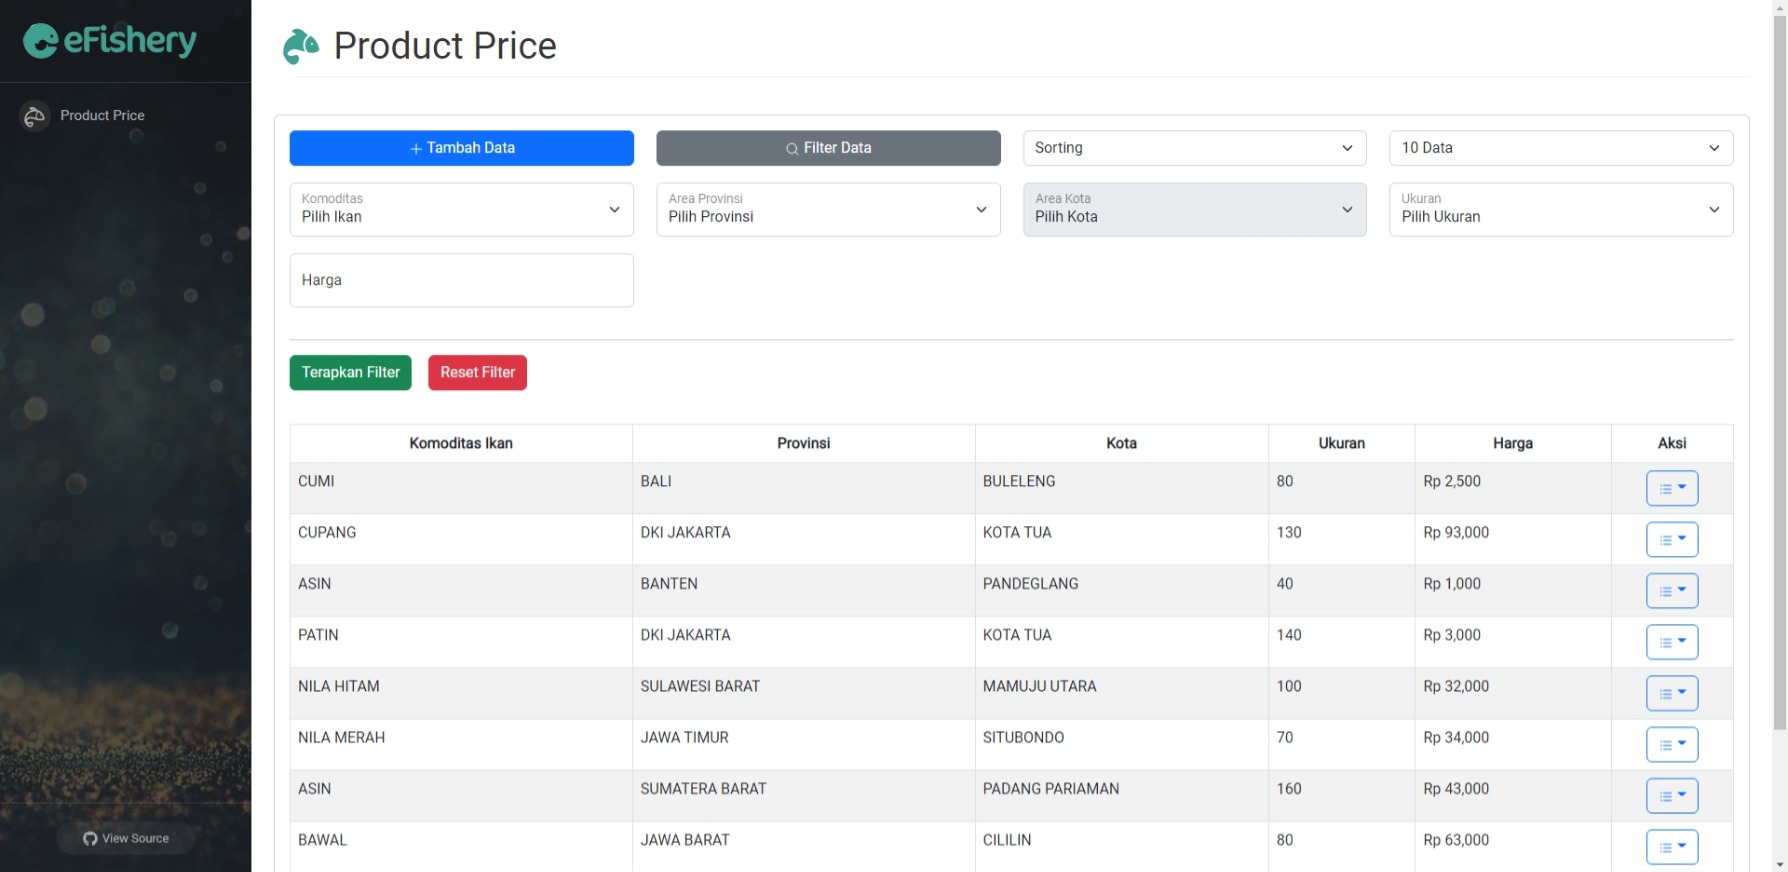 eFishery
Product Price
Product Price
Tambah Data
Filter Data
Sorting
10 Data
Komoditas
Pilih Ikan
Area Provinsi
Pilih Provinsi
Area Kota
Pilih Kota
Ukuran
Pilih Ukuran
Harga
Terapkan Filter
Reset Filter
Komoditas Ikan Provinsi Kota Ukuran Harga Aksi
CUMI BALI BULELENG 80 Rp 2,500
CUPANG DKI JAKARTA KOTA TUA 130 Rp 93,000
ASIN BANTEN PANDEGLANG 40 Rp 1,000
PATIN DKI JAKARTA KOTA TUA 140 Rp 3,000
NILA HITAM SULAWESI BARAT MAMUJU UTARA 100 Rp 32,000
NILA MERAH JAWA TIMUR SITUBONDO 70 Rp 34,000
ASIN SUMATERA BARAT PADANG PARIAMAN 160 Rp 43,000
BAWAL JAWA BARAT CILILIN 80 Rp 63,000
View Source